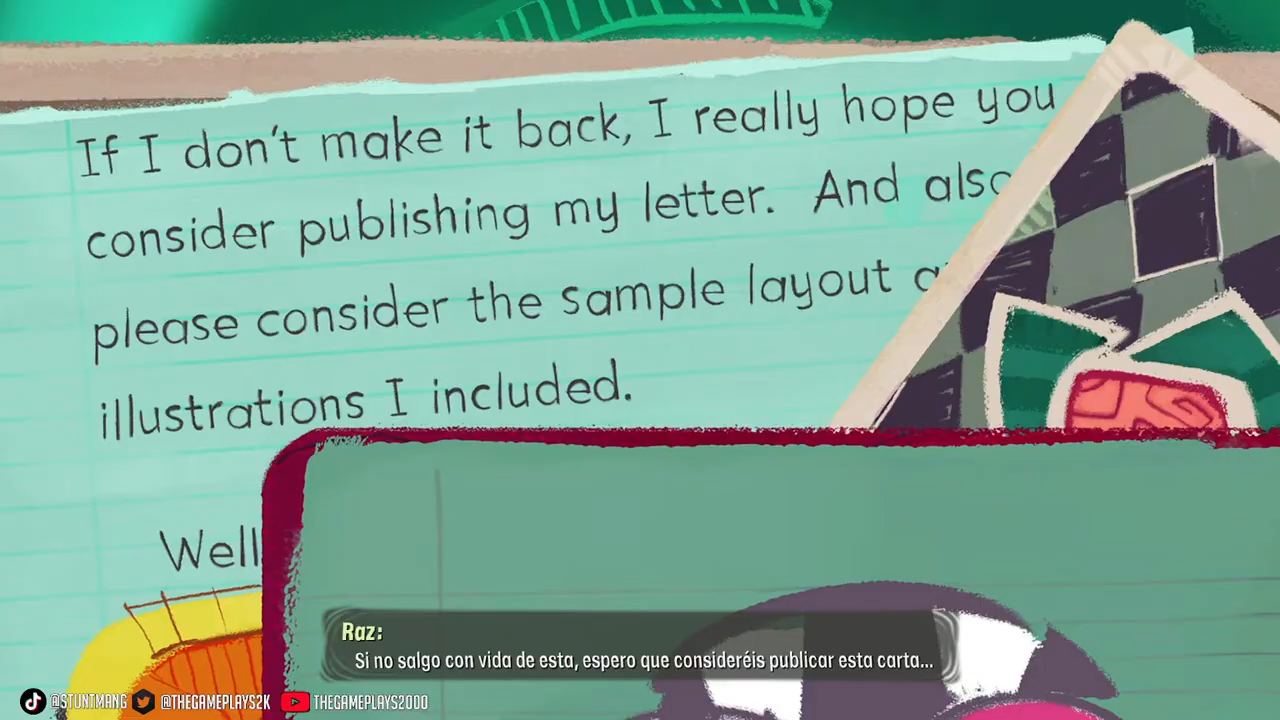 If I don't make it back, I really hope you
consider publishing my letter. And also
please consider the sample layout
illustrations I included.
Well
Raz:
Si no salgo con vida de esta, espero que consideréis publicar esta carta...
@STUNTMANG @THEGAMEPLAYS2K THEGAMEPLAYS2000